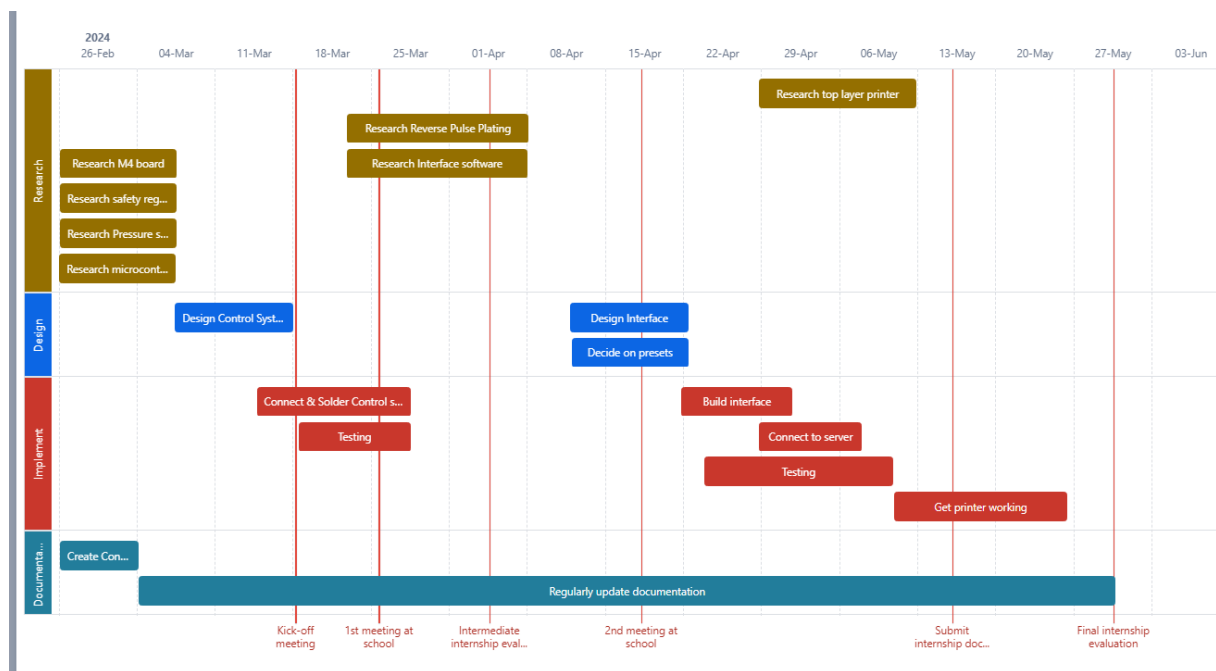 2024
26-Feb 04-Mar 11-Mar 18-Mar 25-Mar 01-Apr 08-Apr 15-Apr 22-Apr 29-Apr 06-May 13-May 20-May 27-May 03-Jun
Research
Research top layer printer
Research Reverse Pulse Plating
Research M4 board
Research Interface software
Research safety reg...
Research Pressure s...
Research microcont...
Design
Design Control Syst...
Design Interface
Decide on presets
Implement
Connect & Solder Control s...
Build interface
Testing
Connect to server
Testing
Get printer working
Documenta...
Create Con...
Regularly update documentation
Kick-off
meeting
1st meeting at
school
Intermediate
internship eval...
2nd meeting at
school
Submit
internship doc...
Final internship
evaluation